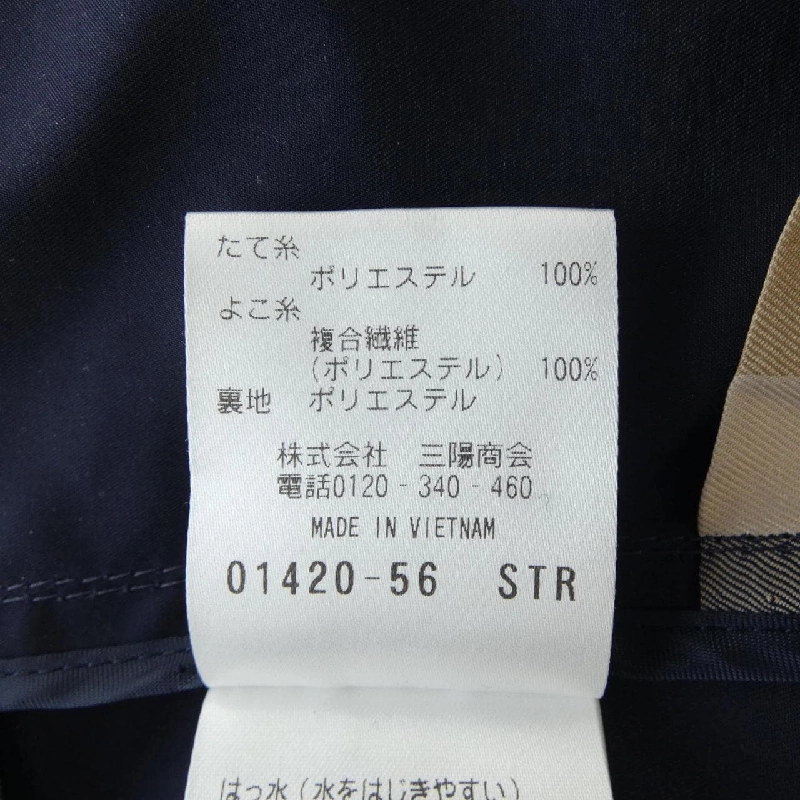 たて糸
ポリエステル 100%
よこ糸
複合繊維
(ポリエステル) 100%
裏地 ポリエステル
株式会社 三陽商会
電話0120-340-460
MADE IN VIETNAM
01420-56 STR
はっ水(水をはじきやすい)